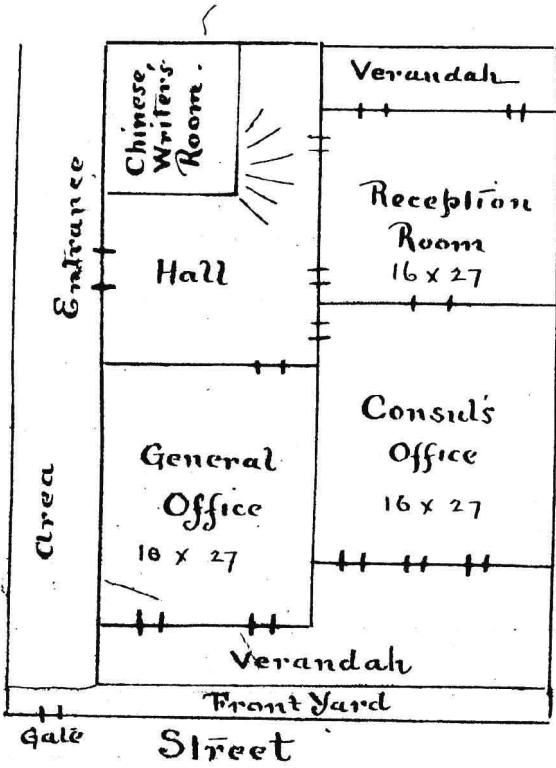 Chinese
Writers'
Room.
Verandah
Reception
Room
16 x 27
Entrance
Hall
Consul's
Office
16 x 27
General
Office
18 x 27
Area
Verandah
Front Yard
Gate
Street